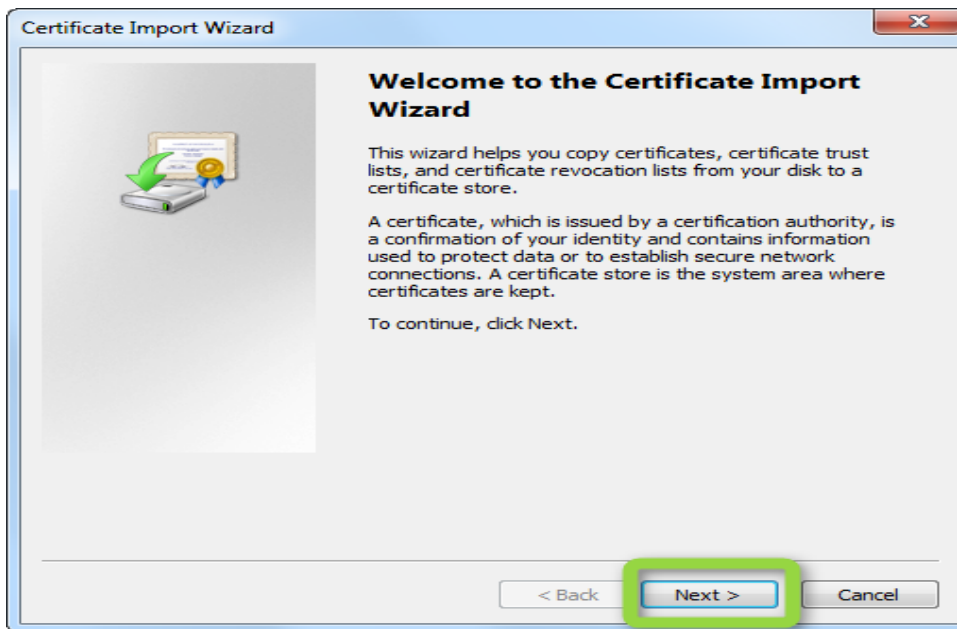 Certificate Import Wizard
Welcome to the Certificate Import
Wizard
This wizard helps you copy certificates, certificate trust
lists, and certificate revocation lists from your disk to a
certificate store.
A certificate, which is issued by a certification authority, is
a confirmation of your identity and contains information
used to protect data or to establish secure network
connections. A certificate store is the system area where
certificates are kept.
To continue, click Next.
< Back Next > Cancel